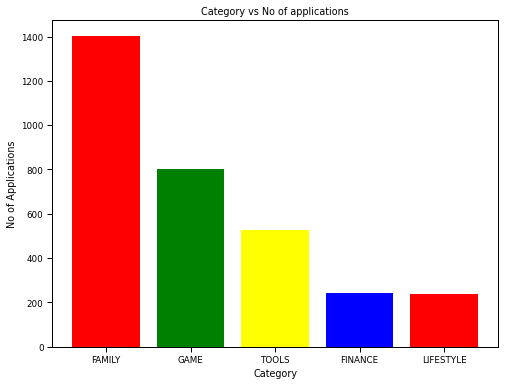 Category vs No of applications
No of Applications
1400
1200
1000
800
600
400
200
0
FAMILY GAME TOOLS FINANCE LIFESTYLE
Category